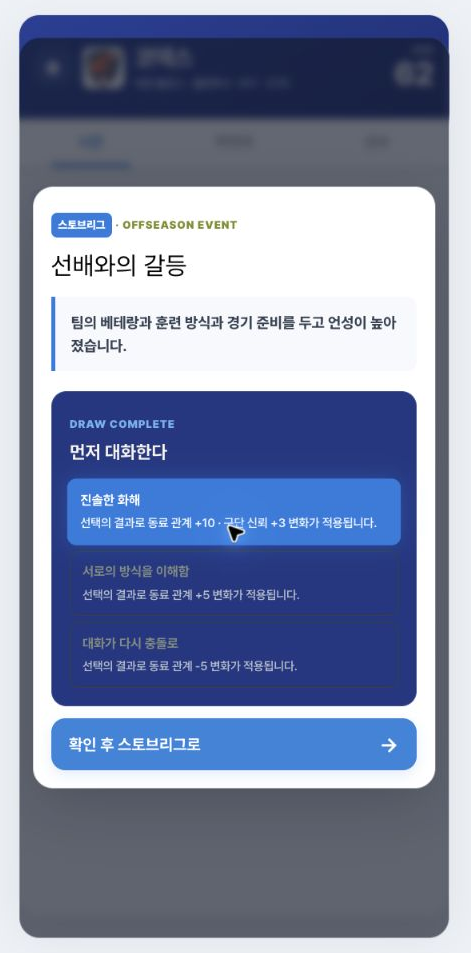 02
스토브리그 · OFFSEASON EVENT
선배와의 갈등
팀의 베테랑과 훈련 방식과 경기 준비를 두고 언성이 높아
졌습니다.
DRAW COMPLETE
먼저 대화한다
진솔한 화해
선택의 결과로 동료 관계 +10 · 구단 신뢰 +3 변화가 적용됩니다.
서로의 방식을 이해함
선택의 결과로 동료 관계 +5 변화가 적용됩니다.
대화가 다시 충돌로
선택의 결과로 동료 관계 -5 변화가 적용됩니다.
확인 후 스토브리그로